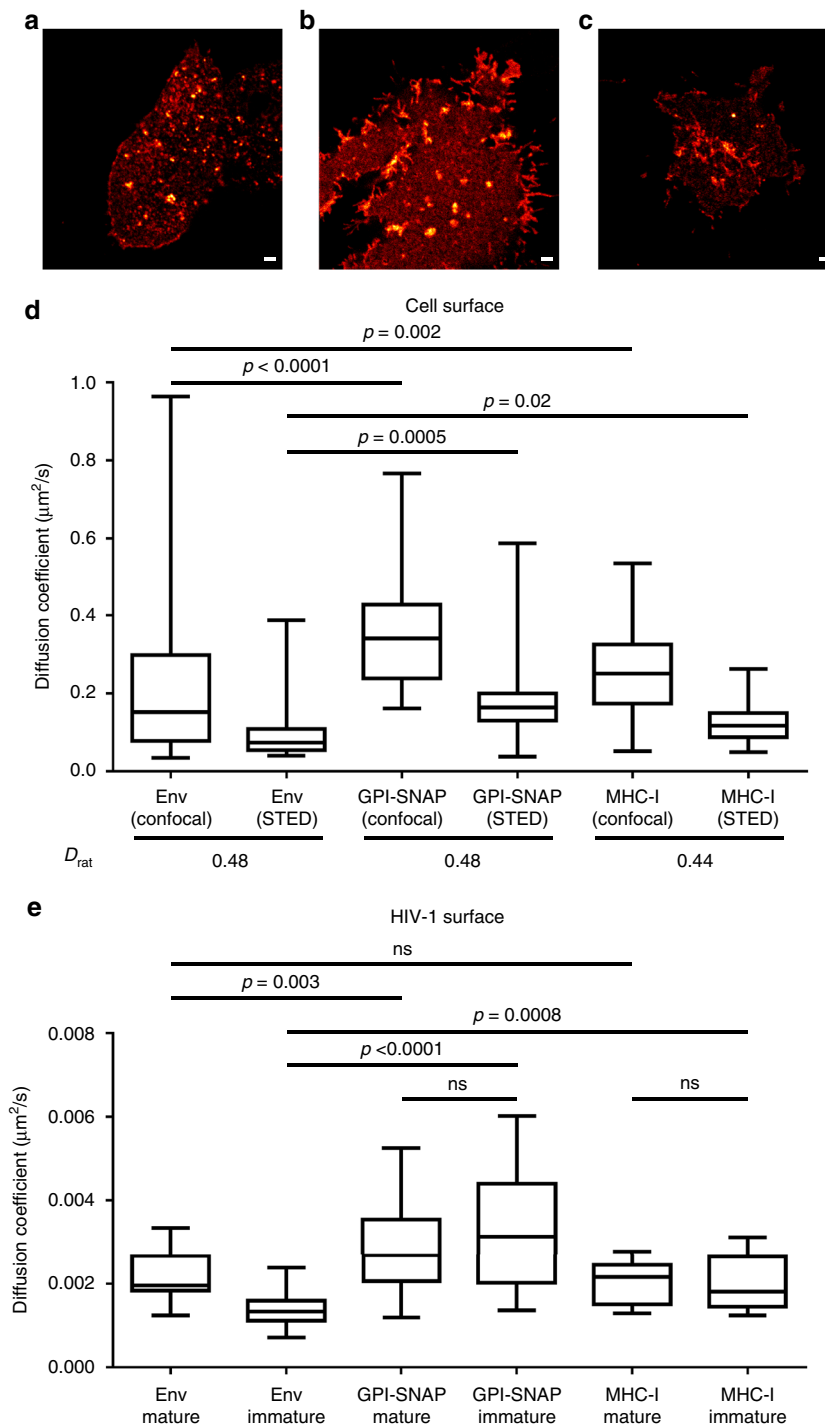 a
b
c
d
Cell surface
p = 0.002
p < 0.0001
p = 0.02
p = 0.0005
Diffusion coefficient (μm²/s)
1.0
0.8
0.6
0.4
0.2
0.0
Env (confocal)
Env (STED)
GPI-SNAP (confocal)
GPI-SNAP (STED)
MHC-I (confocal)
MHC-I (STED)
Drat
0.48
0.48
0.44
e
HIV-1 surface
ns
p = 0.003
p = 0.0008
p <0.0001
ns
ns
Diffusion coefficient (μm²/s)
0.008
0.006
0.004
0.002
0.000
Env mature
Env immature
GPI-SNAP mature
GPI-SNAP immature
MHC-I mature
MHC-I immature